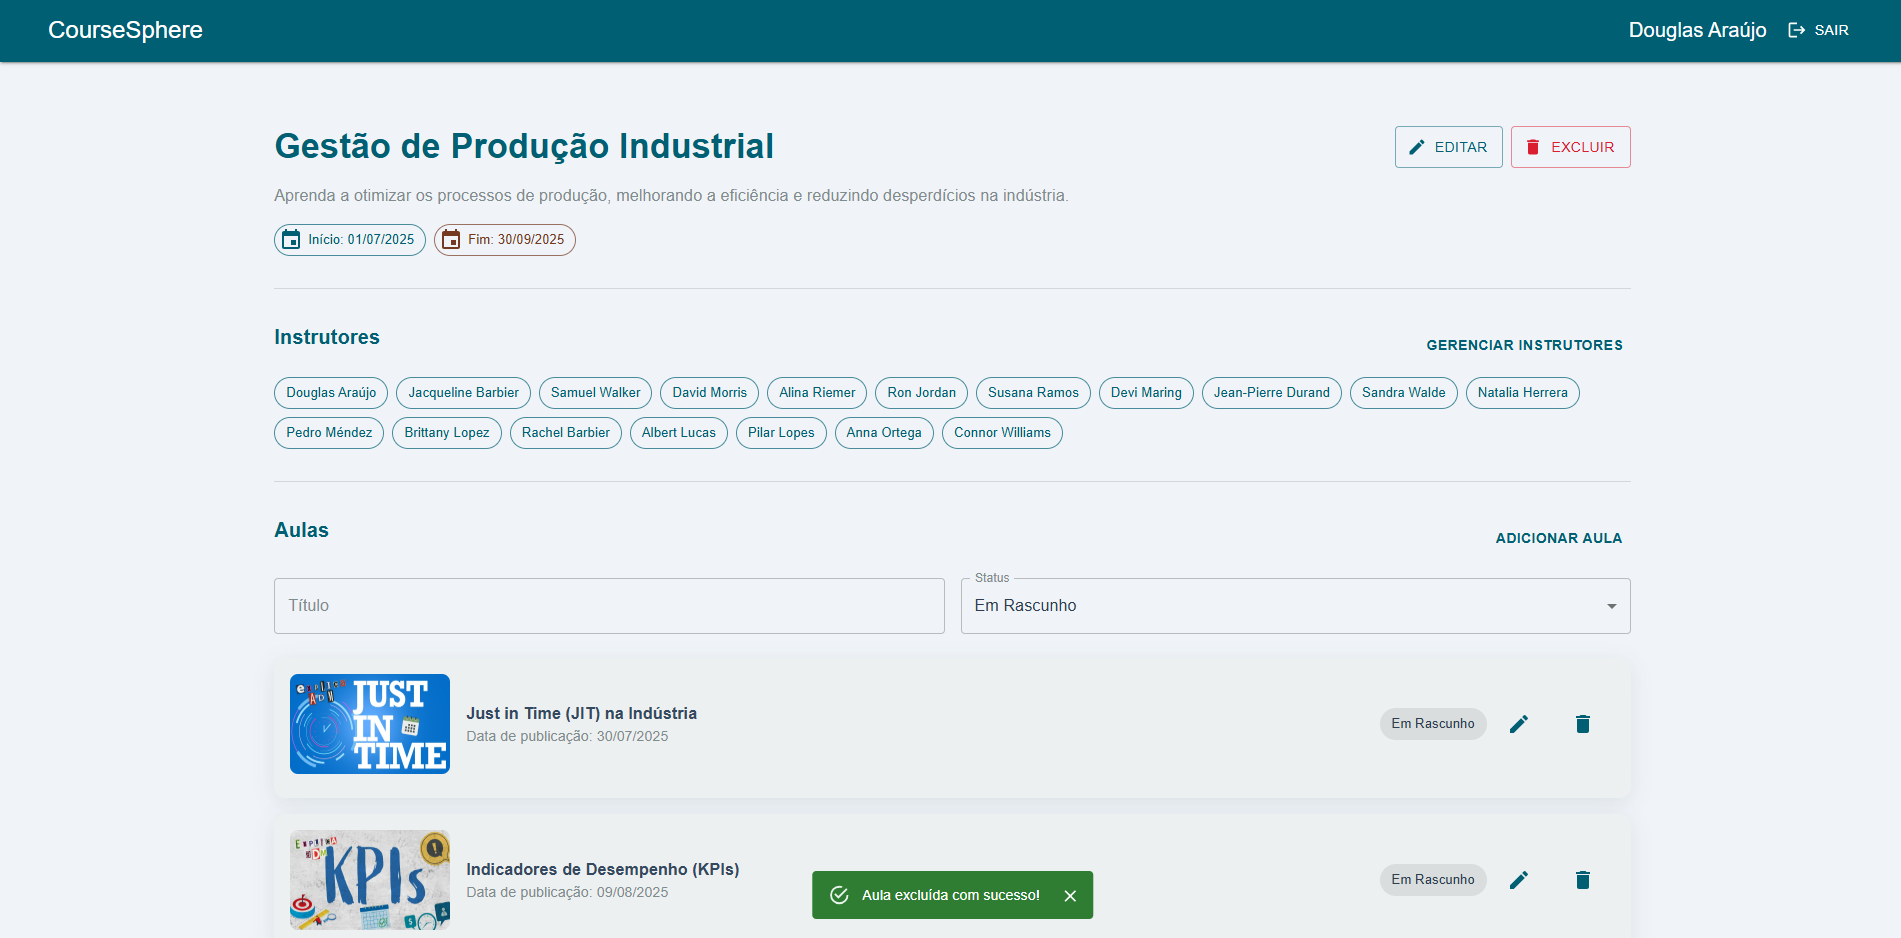 CourseSphere
Douglas Araújo
SAIR
Gestão de Produção Industrial
EDITAR
EXCLUIR
Aprenda a otimizar os processos de produção, melhorando a eficiência e reduzindo desperdícios na indústria.
Início: 01/07/2025
Fim: 30/09/2025
Instrutores
GERENCIAR INSTRUTORES
Douglas Araújo
Jacqueline Barbier
Samuel Walker
David Morris
Alina Riemer
Ron Jordan
Susana Ramos
Devi Maring
Jean-Pierre Durand
Sandra Walde
Natalia Herrera
Pedro Méndez
Brittany Lopez
Rachel Barbier
Albert Lucas
Pilar Lopes
Anna Ortega
Connor Williams
Aulas
ADICIONAR AULA
Título
Status
Em Rascunho
JUST
IN
TIME
Just in Time (JIT) na Indústria
Data de publicação: 30/07/2025
Em Rascunho
KPIs
Indicadores de Desempenho (KPIs)
Data de publicação: 09/08/2025
Em Rascunho
Aula excluída com sucesso!